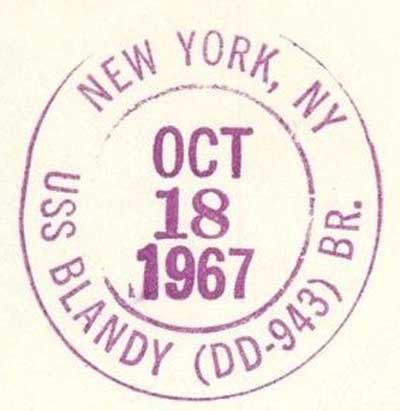 NEW YORK, NY
OCT
18
1967
USS BLANDY (DD-943) BR.